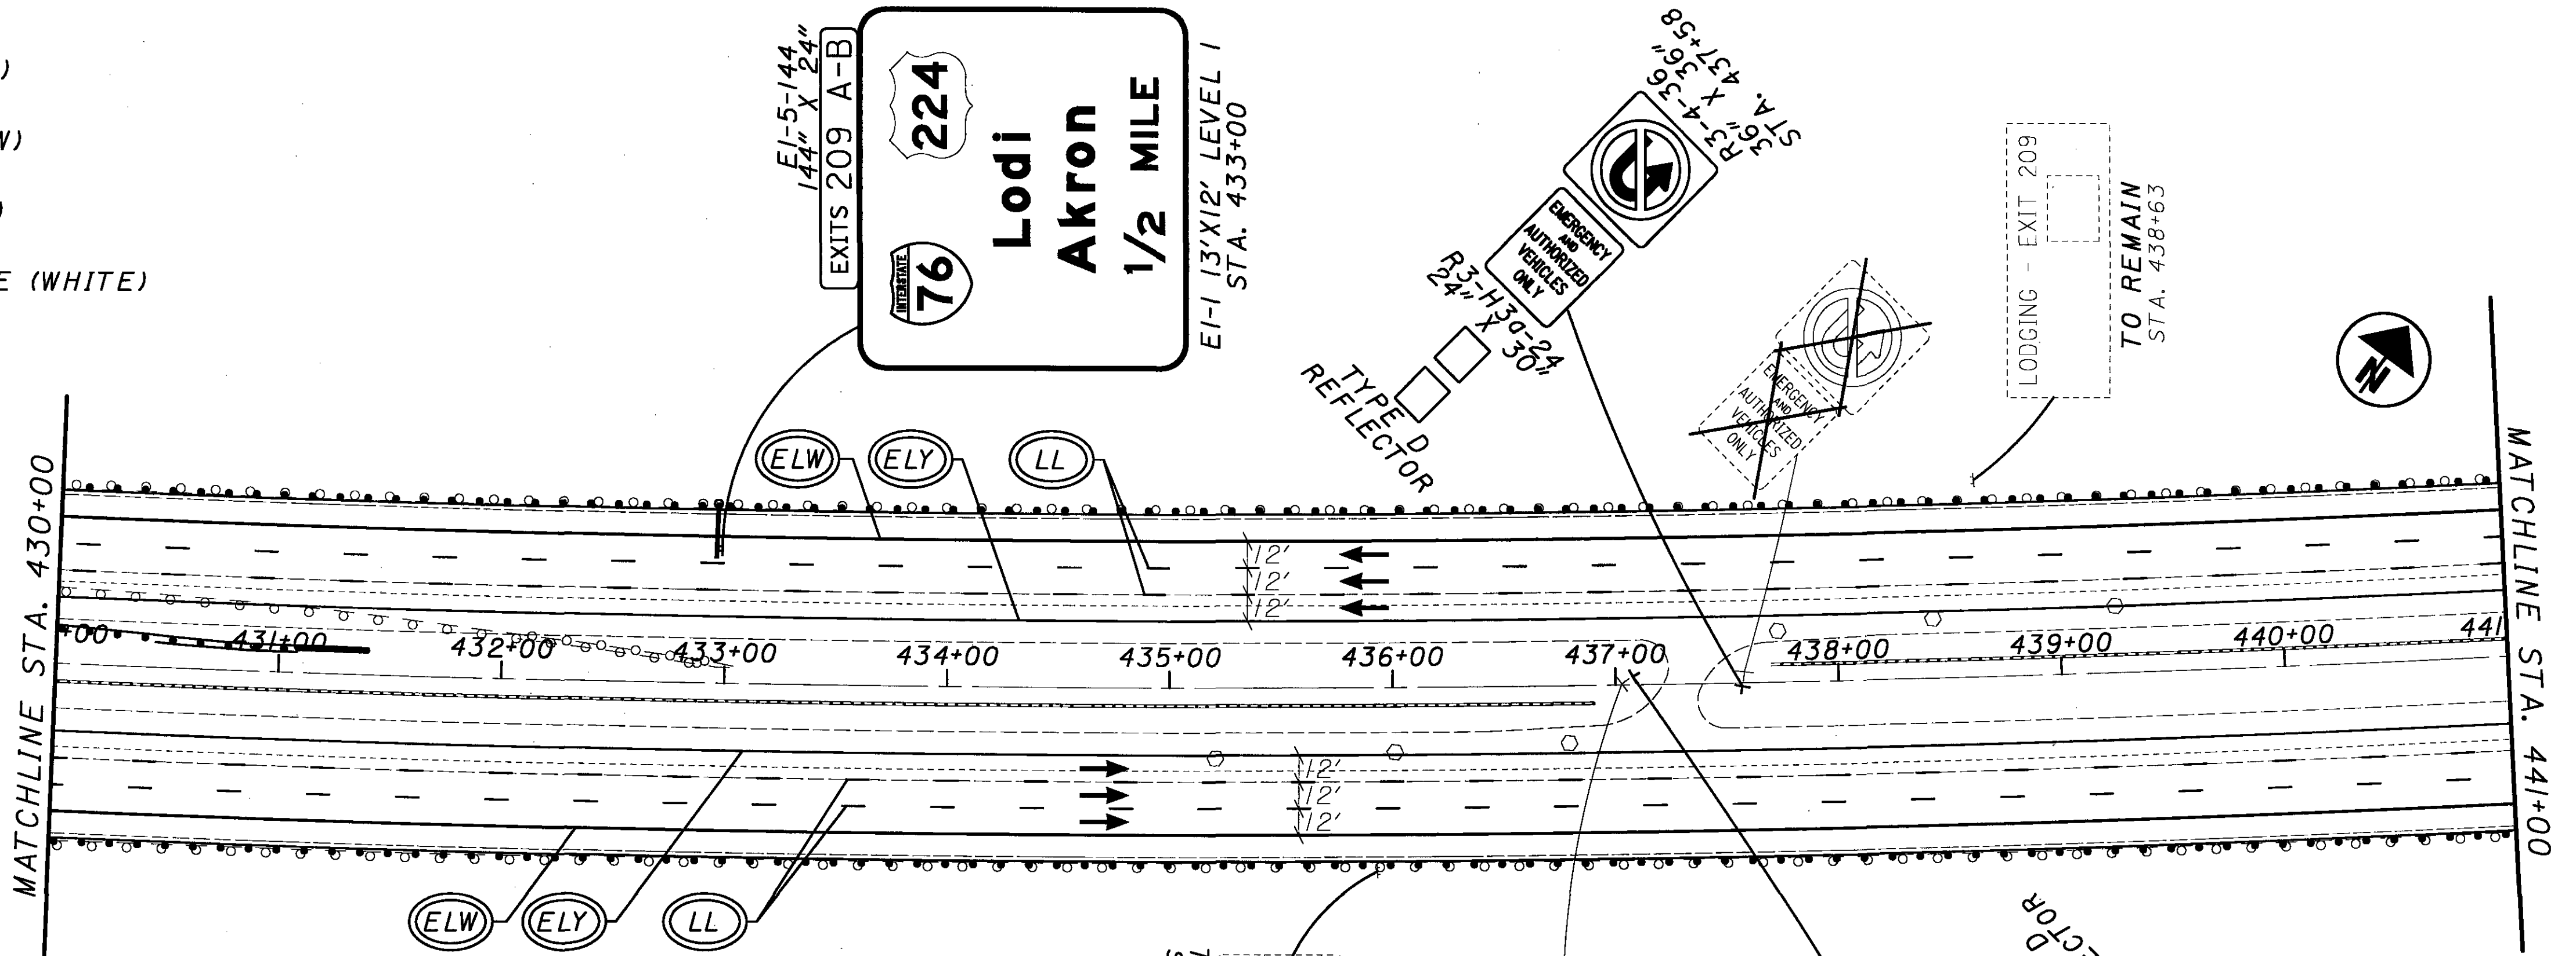 )
W)
)
E (WHITE)
E1-5-144
144" X 24"
EXITS 209 A-B
INTERSTATE
76
224
Lodi
Akron
1/2 MILE
E1-1 13'X12' LEVEL 1
STA. 433+00
R3-4-36
36" X 36"
STA. 437+58
EMERGENCY
AND
AUTHORIZED
VEHICLES
ONLY
R3-H3a-24
24" X 30"
TYPE D
REFLECTOR
EMERGENCY
AND
AUTHORIZED
VEHICLES
ONLY
LODGING - EXIT 209
TO REMAIN
STA. 438+63
N
MATCHLINE STA. 430+00
MATCHLINE STA. 441+00
ELW
ELY
LL
12'
12'
12'
+00
431+00
432+00
433+00
434+00
435+00
436+00
437+00
438+00
439+00
440+00
441
12'
12'
12'
ELW
ELY
LL
D
CTOR